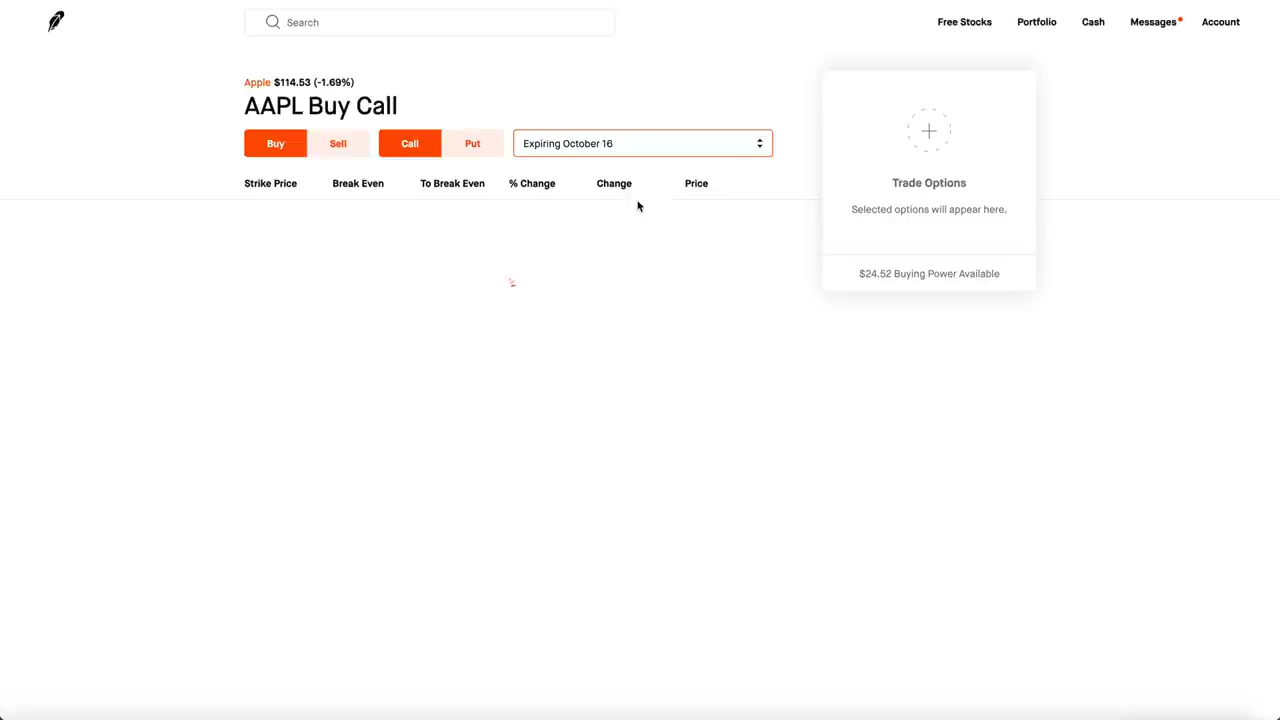 Search
Free Stocks Portfolio Cash Messages Account
Apple $114.53 (-1.69%)
AAPL Buy Call
Buy Sell Call Put Expiring October 16
Strike Price Break Even To Break Even % Change Change Price
Trade Options
Selected options will appear here.
$24.52 Buying Power Available